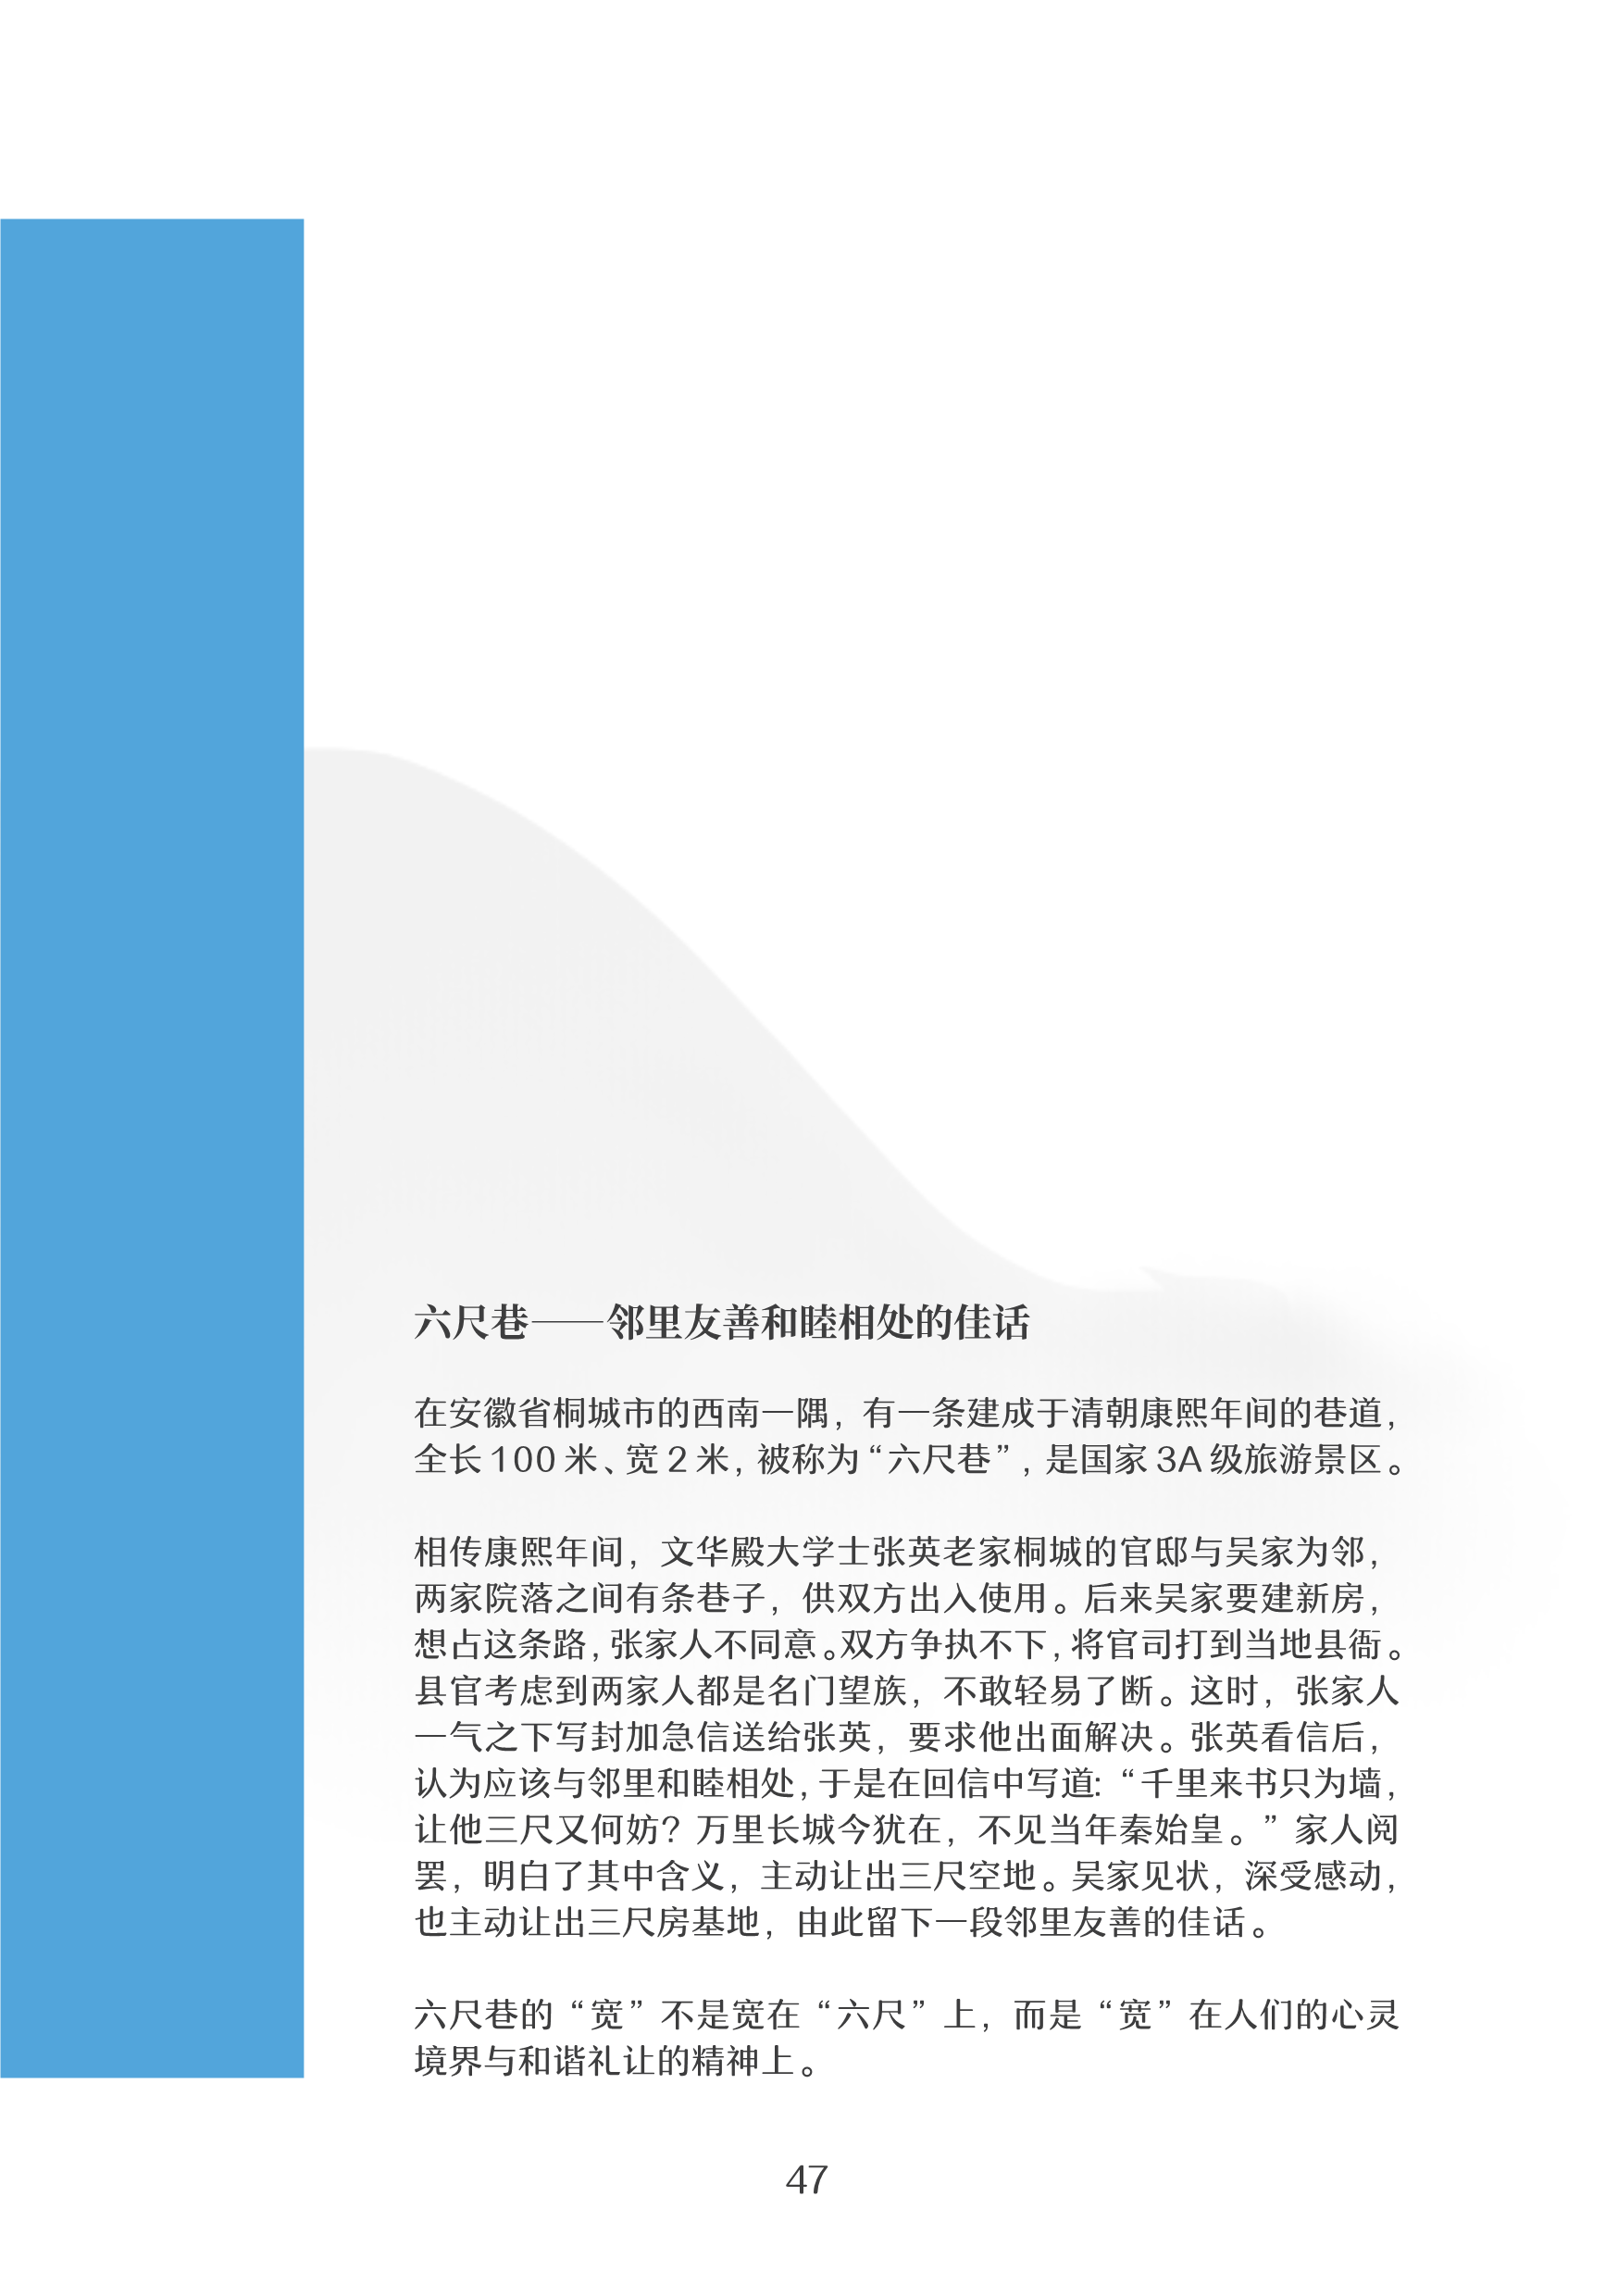 六尺巷——邻里友善和睦相处的佳话
在安徽省桐城市的西南一隅，有一条建成于清朝康熙年间的巷道，
全长100米、宽2米，被称为“六尺巷”，是国家3A级旅游景区。
相传康熙年间，文华殿大学士张英老家桐城的官邸与吴家为邻，
两家院落之间有条巷子，供双方出入使用。后来吴家要建新房，
想占这条路，张家人不同意。双方争执不下，将官司打到当地县衙。
县官考虑到两家人都是名门望族，不敢轻易了断。这时，张家人
一气之下写封加急信送给张英，要求他出面解决。张英看信后，
认为应该与邻里和睦相处，于是在回信中写道：“千里来书只为墙，
让他三尺又何妨？万里长城今犹在，不见当年秦始皇。”家人阅
罢，明白了其中含义，主动让出三尺空地。吴家见状，深受感动，
也主动让出三尺房基地，由此留下一段邻里友善的佳话。
六尺巷的“宽”不是宽在“六尺”上，而是“宽”在人们的心灵
境界与和谐礼让的精神上。
47